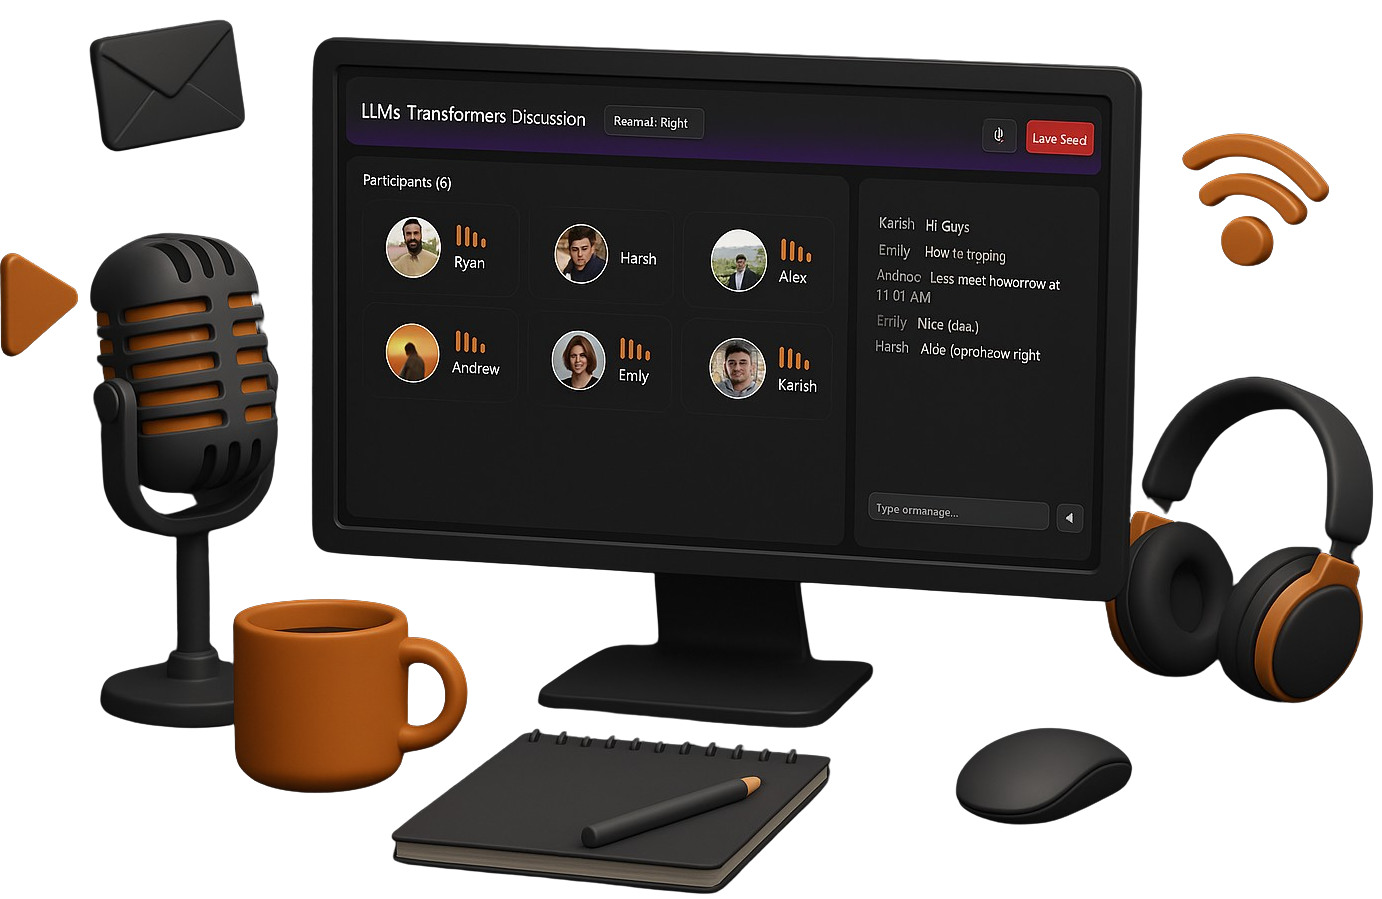 LLMs Transformers Discussion
Reamal: Right
Lave Seed
Participants (6)
Ryan
Harsh
Alex
Andrew
Emly
Karish
Karish Hi Guys
Emily How te troping
Andnoc Less meet howorrow at
11 01 AM
Errily Nice (daa.)
Harsh Alóe (oprohzow right
Type ormanage...